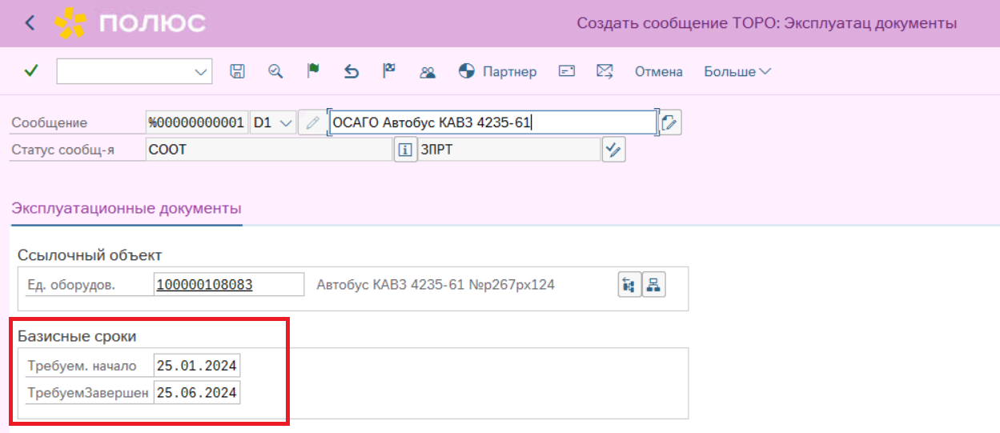 ПОЛЮС
Создать сообщение ТОРО: Эксплуатац документы
Партнер
Отмена
Больше
Сообщение %00000000001 D1 ОСАГО Автобус КАВЗ 4235-61
Статус сообщ-я СООТ ЗПРТ
Эксплуатационные документы
Ссылочный объект
Ед. оборудов. 100000108083 Автобус КАВЗ 4235-61 №р267рх124
Базисные сроки
Требуем. начало 25.01.2024
ТребуемЗавершен 25.06.2024